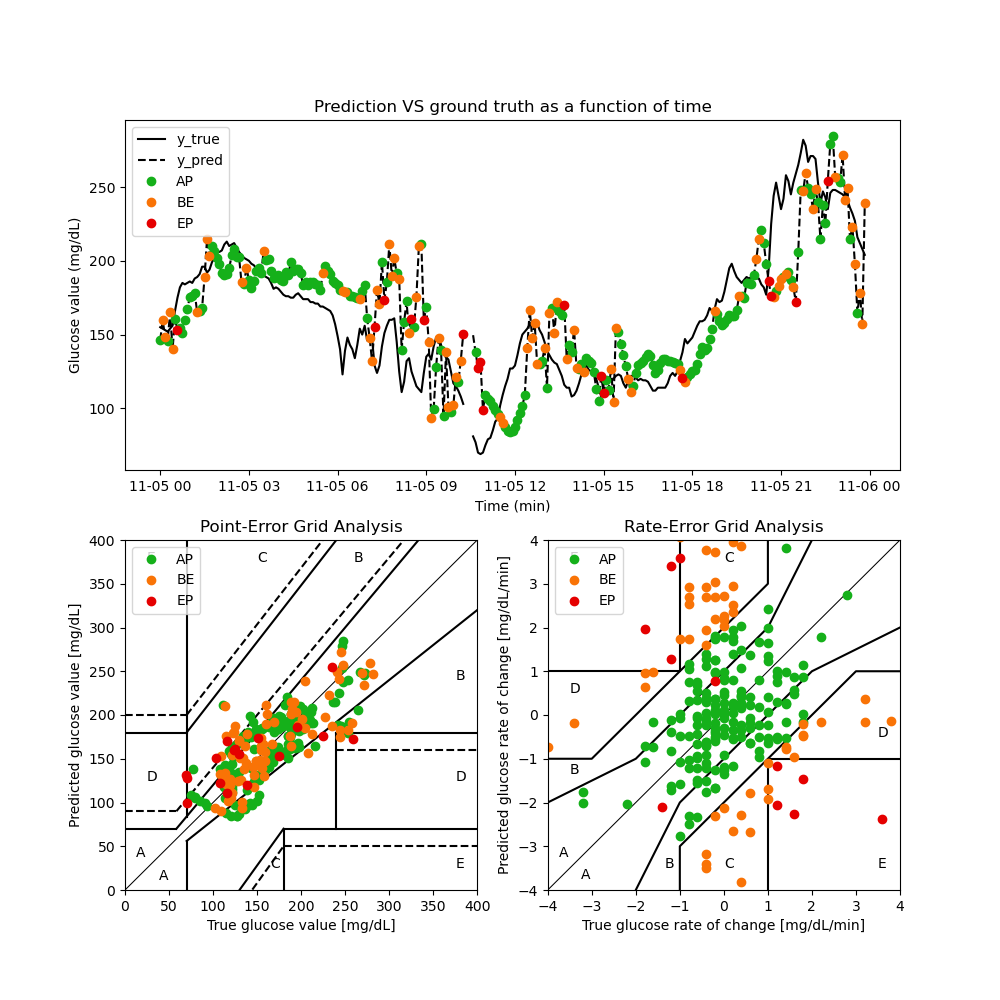 Prediction VS ground truth as a function of time
y_true
y_pred
AP
BE
EP
Glucose value (mg/dL)
250
200
150
100
11-05 00 11-05 03 11-05 06 11-05 09 11-05 12 11-05 15 11-05 18 11-05 21 11-06 00
Time (min)
Point-Error Grid Analysis
AP
BE
EP
C
B
B
D
D
A
A
C
E
Predicted glucose value [mg/dL]
400
350
300
250
200
150
100
50
0
0 50 100 150 200 250 300 350 400
True glucose value [mg/dL]
Rate-Error Grid Analysis
AP
BE
EP
C
D
D
B
A
A
B
C
E
Predicted glucose rate of change [mg/dL/min]
4
3
2
1
0
−1
−2
−3
−4
−4 −3 −2 −1 0 1 2 3 4
True glucose rate of change [mg/dL/min]